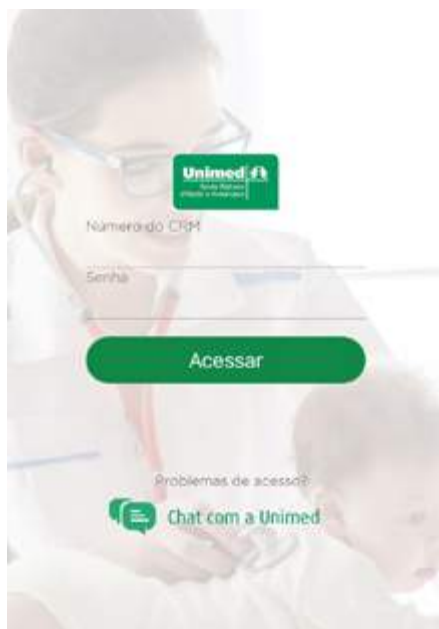 Unimed
Número do CRM
Senha
Acessar
Problemas de acesso?
Chat com a Unimed